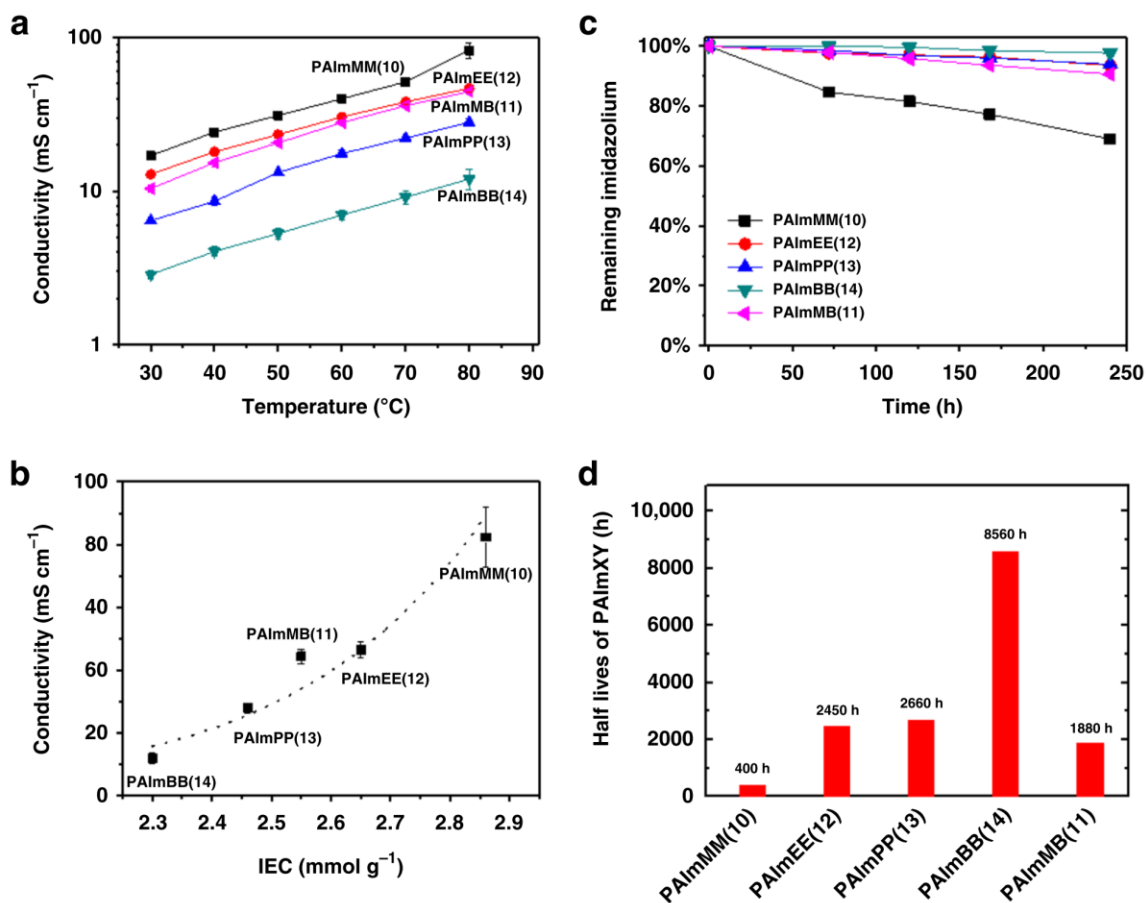 a
Conductivity (mS cm⁻¹)
100
10
1
PAImMM(10)
PAImEE(12)
PAImMB(11)
PAImPP(13)
PAImBB(14)
30 40 50 60 70 80 90
Temperature (°C)
c
Remaining imidazolium
100%
80%
60%
40%
20%
0%
PAImMM(10)
PAImEE(12)
PAImPP(13)
PAImBB(14)
PAImMB(11)
0 50 100 150 200 250
Time (h)
b
Conductivity (mS cm⁻¹)
100
80
40
60
20
0
PAImMM(10)
PAImMB(11)
PAImEE(12)
PAImPP(13)
PAImBB(14)
2.3 2.4 2.5 2.6 2.7 2.8 2.9
IEC (mmol g⁻¹)
d
Half lives of PAImXY (h)
10,000
8000
6000
4000
2000
0
400 h
2450 h
2660 h
8560 h
1880 h
PAImMM(10)
PAImEE(12)
PAImPP(13)
PAImBB(14)
PAImMB(11)